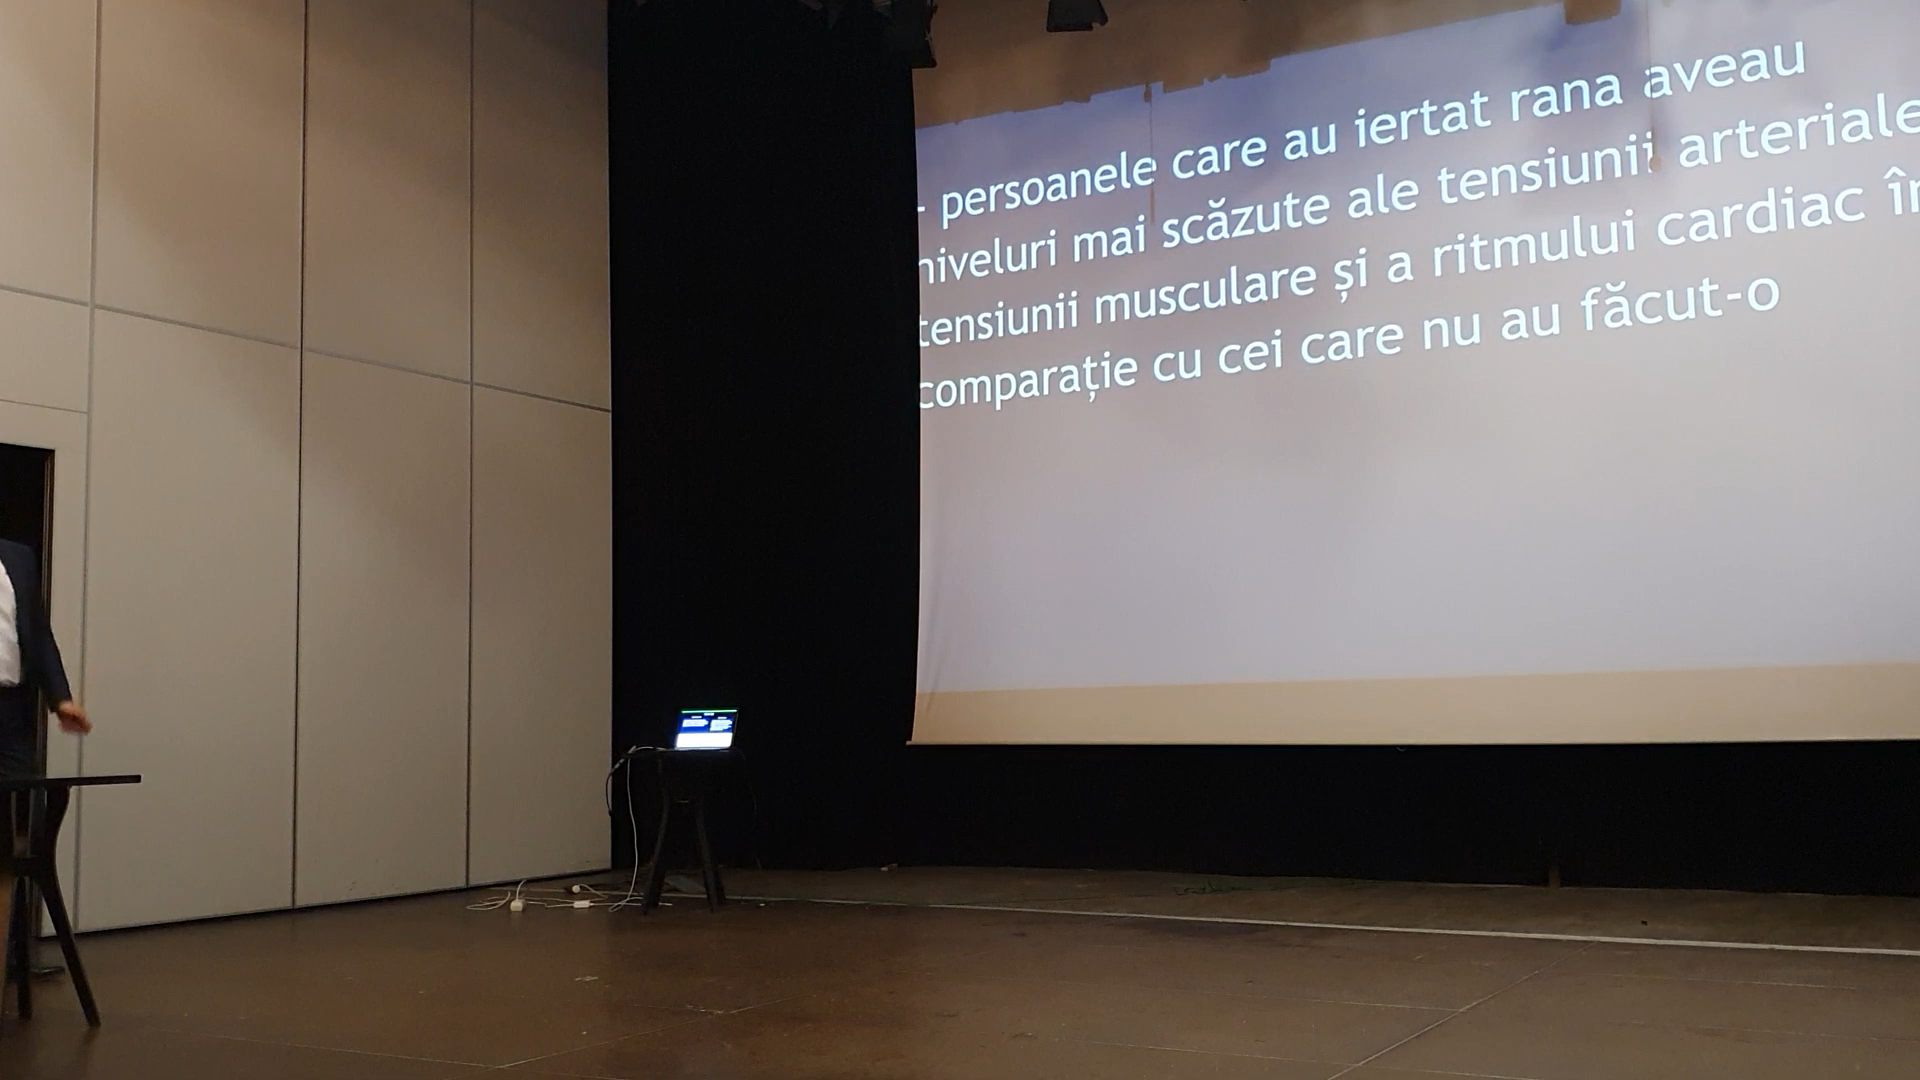 - persoanele care au iertat rana aveau
niveluri mai scăzute ale tensiunii arteriale
tensiunii musculare și a ritmului cardiac în
comparație cu cei care nu au făcut-o